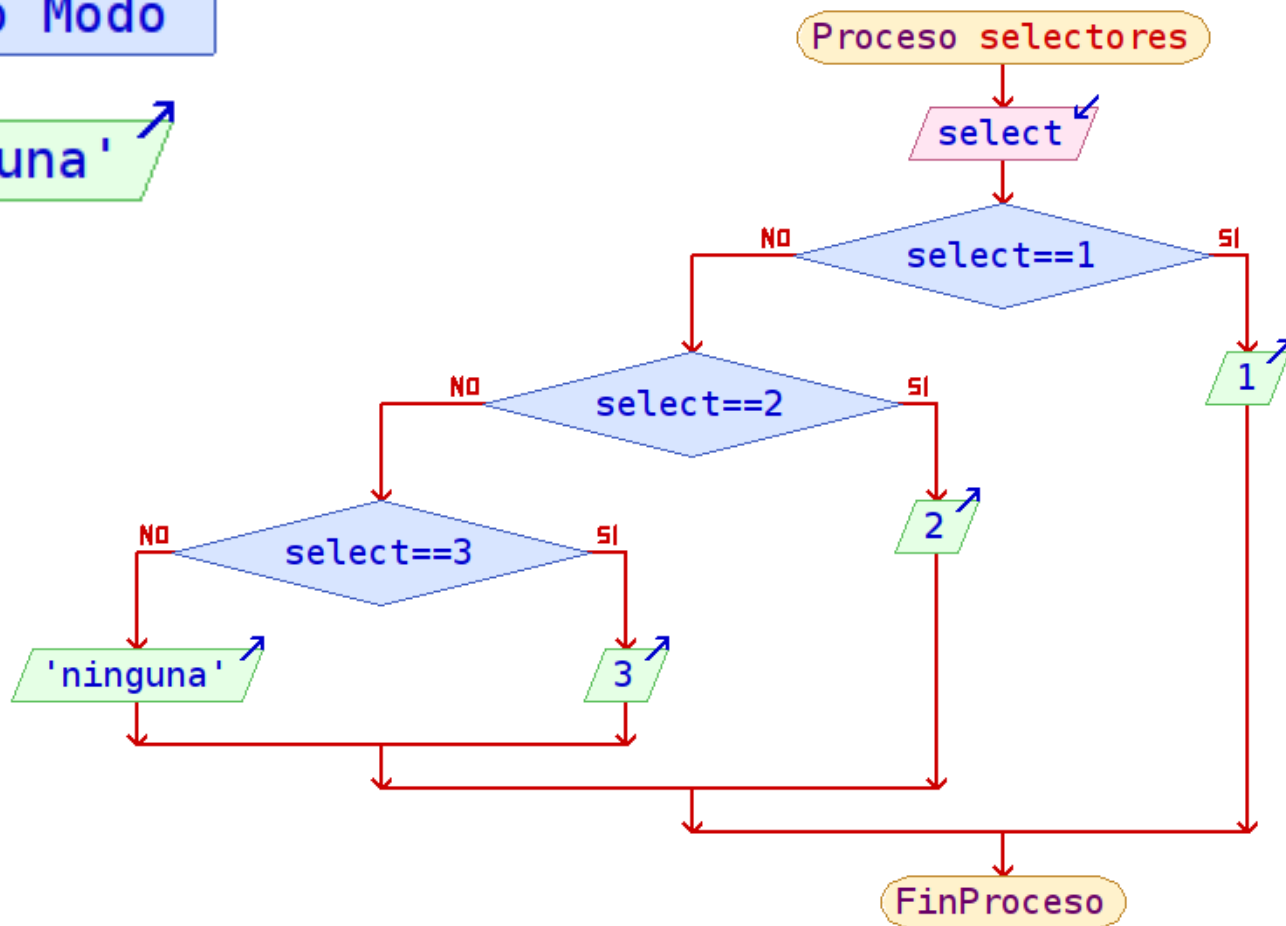 Modo
una'
Proceso selectores
select
NO
select==1
SI
1
NO
select==2
SI
2
NO
select==3
SI
'ninguna'
3
FinProceso